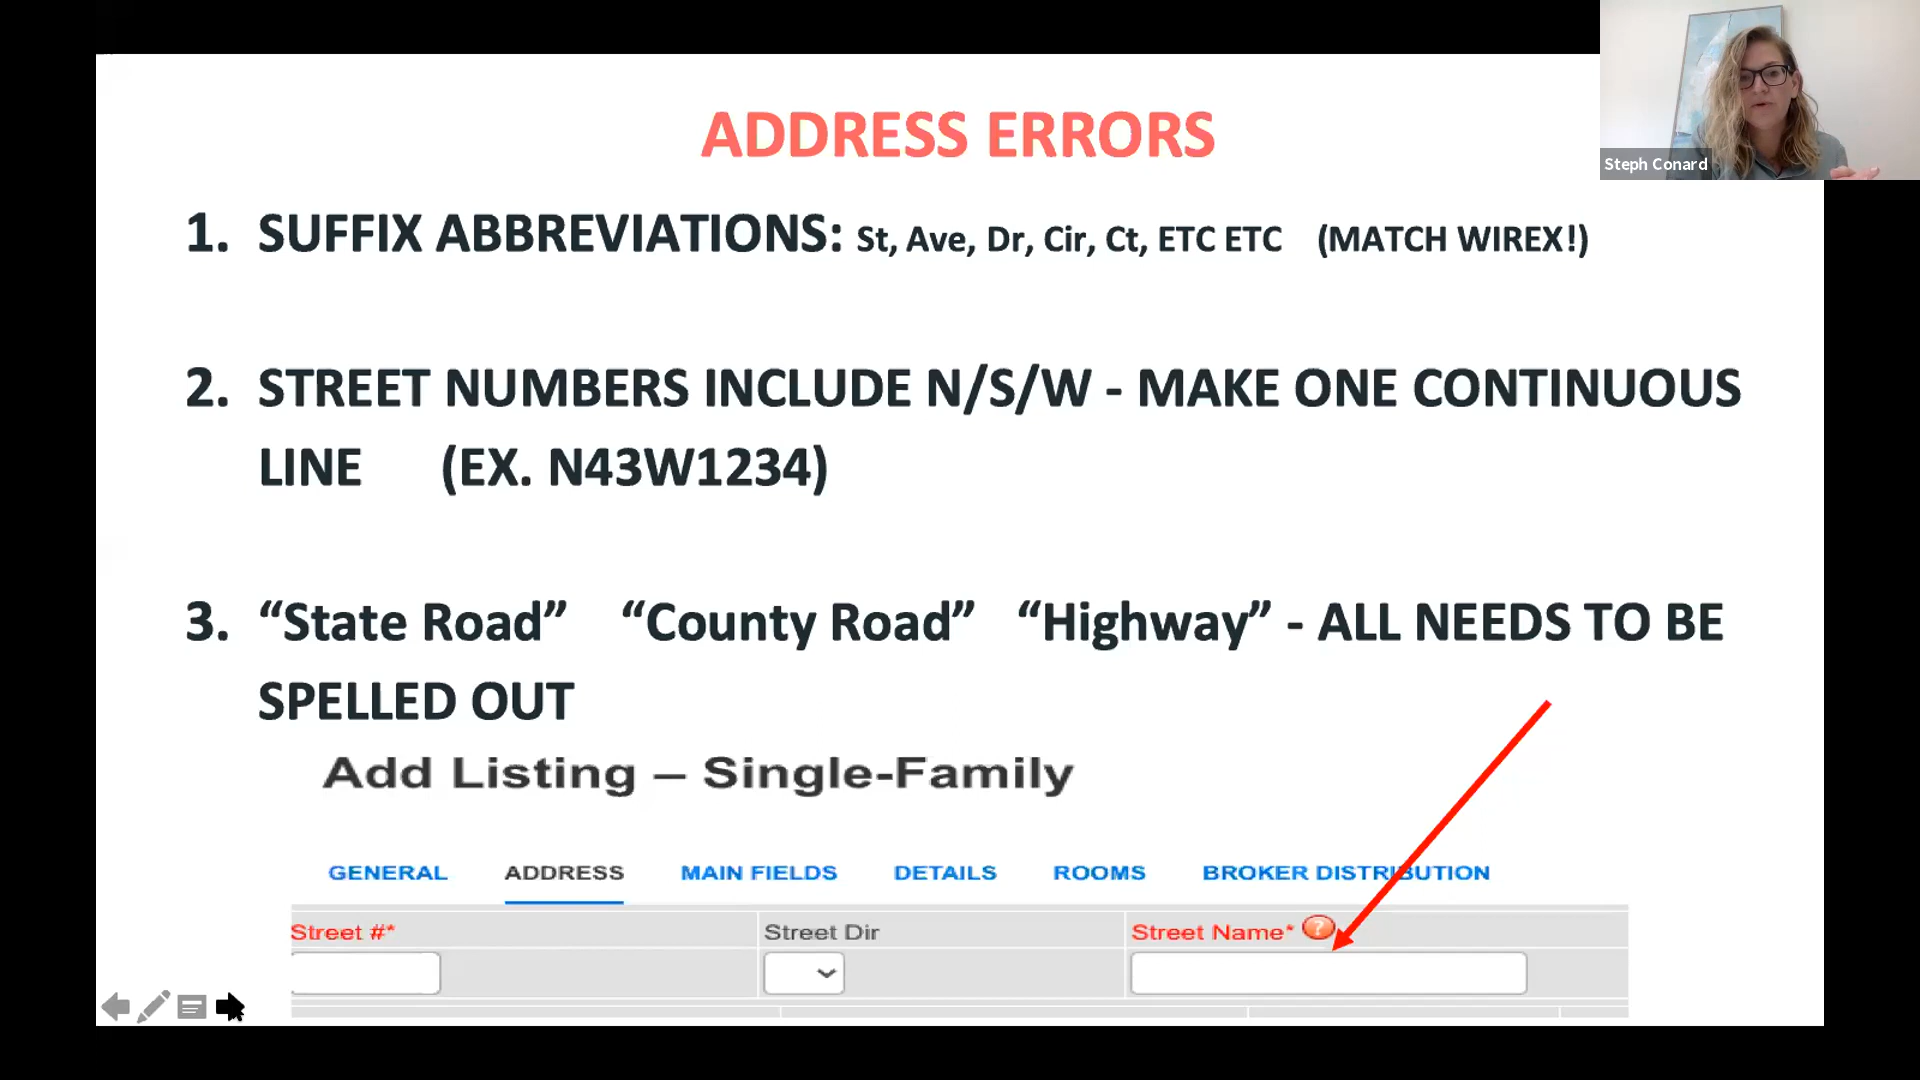 ADDRESS ERRORS
Steph Conard
1. SUFFIX ABBREVIATIONS: St, Ave, Dr, Cir, Ct, ETC ETC (MATCH WIREX!)
2. STREET NUMBERS INCLUDE N/S/W - MAKE ONE CONTINUOUS
LINE (EX. N43W1234)
3. “State Road” “County Road” “Highway” - ALL NEEDS TO BE
SPELLED OUT
Add Listing – Single-Family
GENERAL ADDRESS MAIN FIELDS DETAILS ROOMS BROKER DISTRIBUTION
Street #* Street Dir Street Name* ?